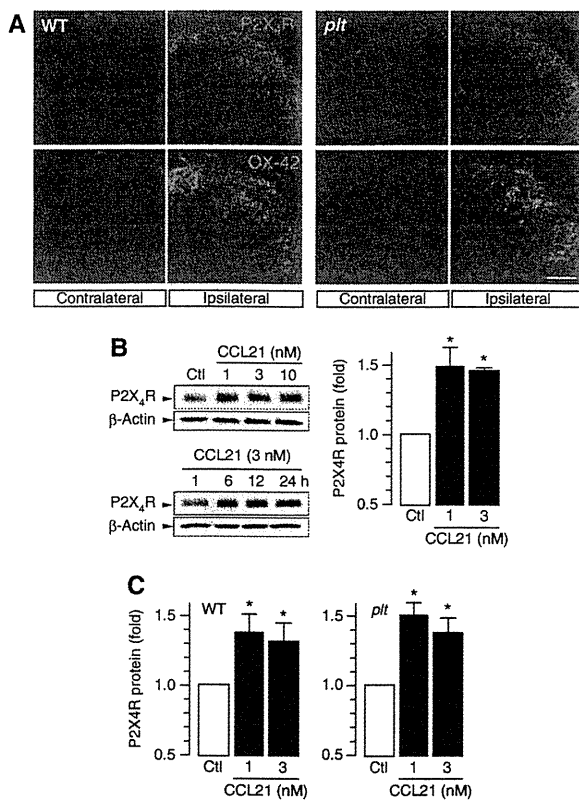 A
WT
P2X4R
plt
OX-42
Contralateral
Ipsilateral
Contralateral
Ipsilateral
B
CCL21 (nM)
Ctl 1 3 10
P2X4R
β-Actin
CCL21 (3 nM)
1 6 12 24 h
P2X4R
β-Actin
P2X4R protein (fold)
1.5
1.0
0.5
*
*
Ctl 1 3
CCL21 (nM)
C
P2X4R protein (fold)
1.5
1.0
0.5
WT
*
*
Ctl 1 3
CCL21 (nM)
1.5
1.0
0.5
plt
*
*
Ctl 1 3
CCL21 (nM)